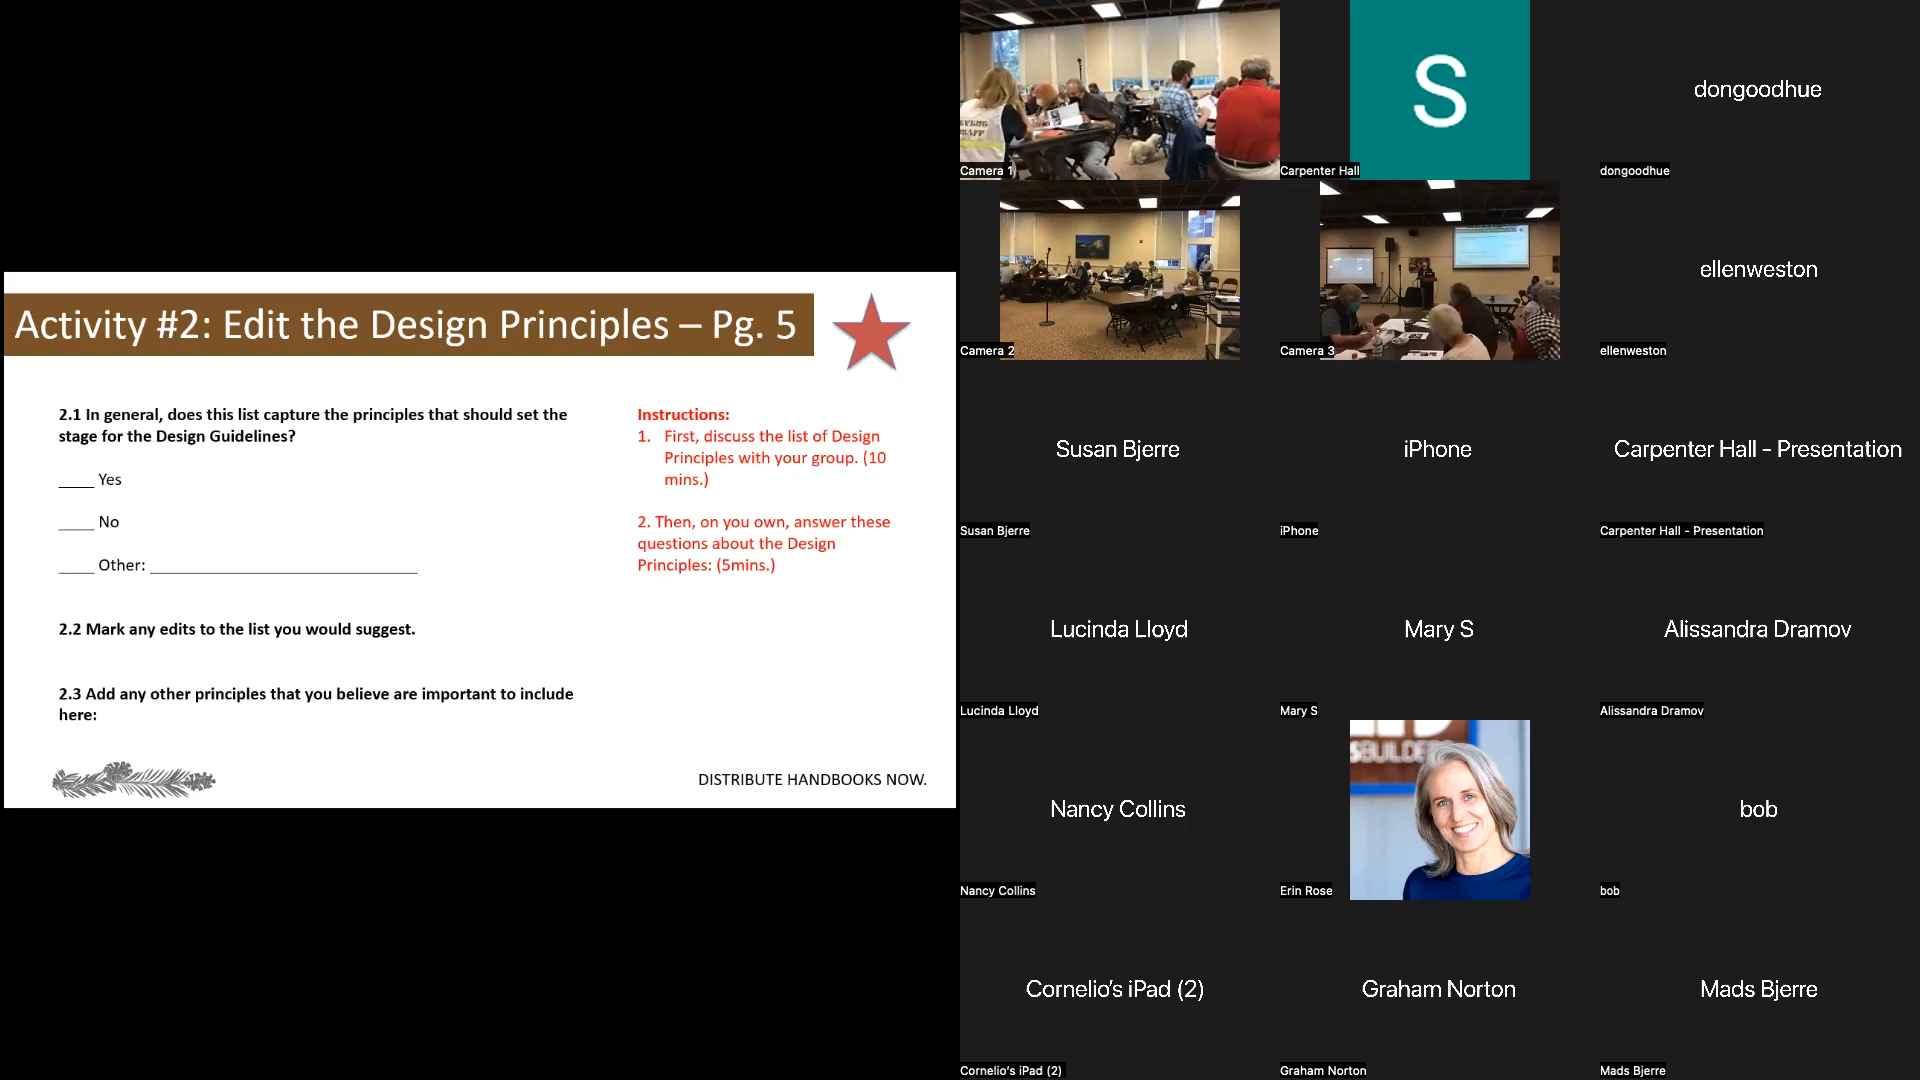 Activity #2: Edit the Design Principles – Pg. 5
2.1 In general, does this list capture the principles that should set the
stage for the Design Guidelines?
____ Yes
____ No
____ Other: ______________________________
2.2 Mark any edits to the list you would suggest.
2.3 Add any other principles that you believe are important to include
here:
Instructions:
1. First, discuss the list of Design
Principles with your group. (10
mins.)
2. Then, on you own, answer these
questions about the Design
Principles: (5mins.)
DISTRIBUTE HANDBOOKS NOW.
Camera 1
S
Carpenter Hall
dongoodhue
dongoodhue
Camera 2
Camera 3
ellenweston
ellenweston
Susan Bjerre
Susan Bjerre
iPhone
iPhone
Carpenter Hall - Presentation
Carpenter Hall - Presentation
Lucinda Lloyd
Lucinda Lloyd
Mary S
Mary S
Alissandra Dramov
Alissandra Dramov
Nancy Collins
Nancy Collins
Erin Rose
bob
bob
Cornelio's iPad (2)
Cornelio's iPad (2)
Graham Norton
Graham Norton
Mads Bjerre
Mads Bjerre